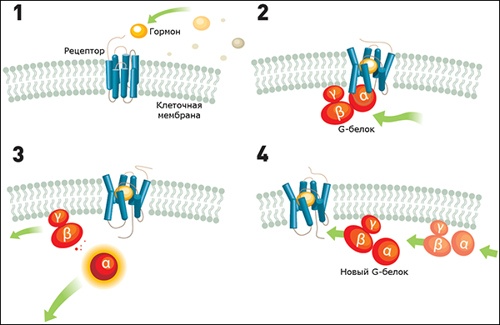 1
Гормон
Рецептор
Клеточная
мембрана
2
γ
β
α
G-белок
3
γ
β
α
4
γ
β
α
γ
β
α
Новый G-белок